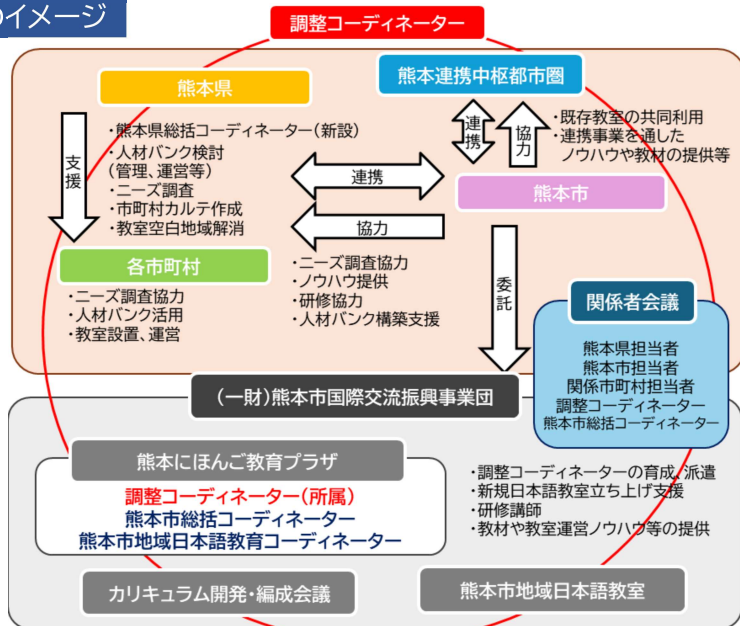 のイメージ
調整コーディネーター
熊本県
熊本連携中枢都市圏
支援
・熊本県総括コーディネーター(新設)
・人材バンク検討
(管理、運営等)
・ニーズ調査
・市町村カルテ作成
・教室空白地域解消
連携
協力
・既存教室の共同利用
・連携事業を通した
ノウハウや教材の提供等
連携
熊本市
協力
各市町村
・ニーズ調査協力
・人材バンク活用
・教室設置、運営
・ニーズ調査協力
・ノウハウ提供
・研修協力
・人材バンク構築支援
委託
関係者会議
熊本県担当者
熊本市担当者
関係市町村担当者
調整コーディネーター
熊本市総括コーディネーター
(一財)熊本市国際交流振興事業団
熊本にほんご教育プラザ
調整コーディネーター(所属)
熊本市総括コーディネーター
熊本市地域日本語教育コーディネーター
・調整コーディネーターの育成、派遣
・新規日本語教室立ち上げ支援
・研修講師
・教材や教室運営ノウハウ等の提供
カリキュラム開発・編成会議
熊本市地域日本語教室